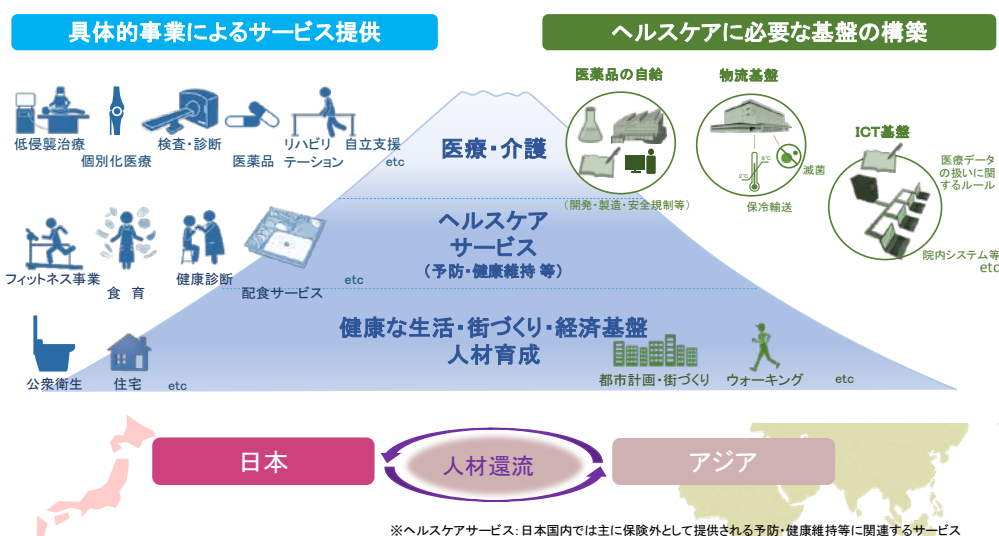 具体的事業によるサービス提供
ヘルスケアに必要な基盤の構築
低侵襲治療
個別化医療
検査・診断
医薬品
リハビリテーション
自立支援
etc
医療・介護
医薬品の自給
(開発・製造・安全規制等)
物流基盤
8℃
2℃
滅菌
保冷輸送
ICT基盤
医療データ
の扱いに関
するルール
院内システム等
etc
フィットネス事業
食 育
健康診断
配食サービス
etc
ヘルスケア
サービス
(予防・健康維持 等)
健康な生活・街づくり・経済基盤
人材育成
公衆衛生
住宅
etc
都市計画・街づくり
ウォーキング
etc
日本
人材還流
アジア
※ヘルスケアサービス:日本国内では主に保険外として提供される予防・健康維持等に関連するサービス